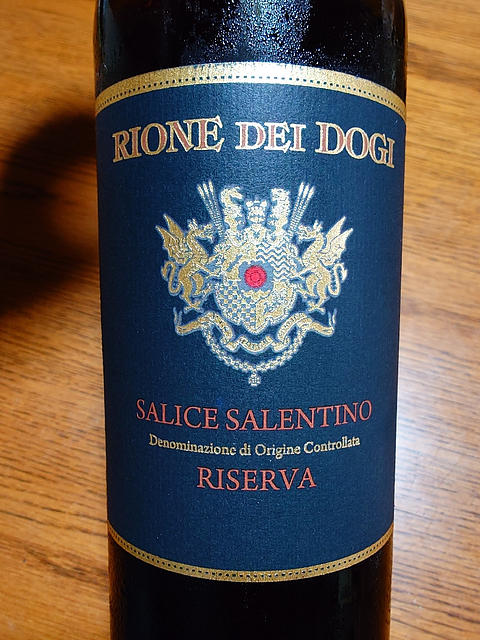 RIONE DEI DOGI
SALICE SALENTINO
Denominazione di Origine Controllata
RISERVA